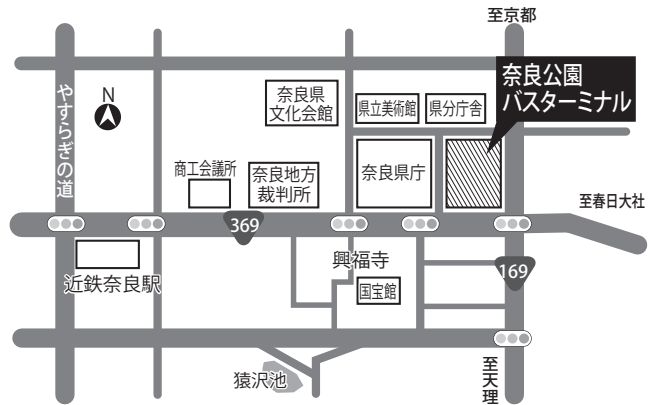 至京都
奈良公園
バスターミナル
N
やすらぎの道
奈良県
文化会館
県立美術館
県分庁舎
商工会議所
奈良地方
裁判所
奈良県庁
至春日大社
369
近鉄奈良駅
興福寺
国宝館
169
猿沢池
至天理